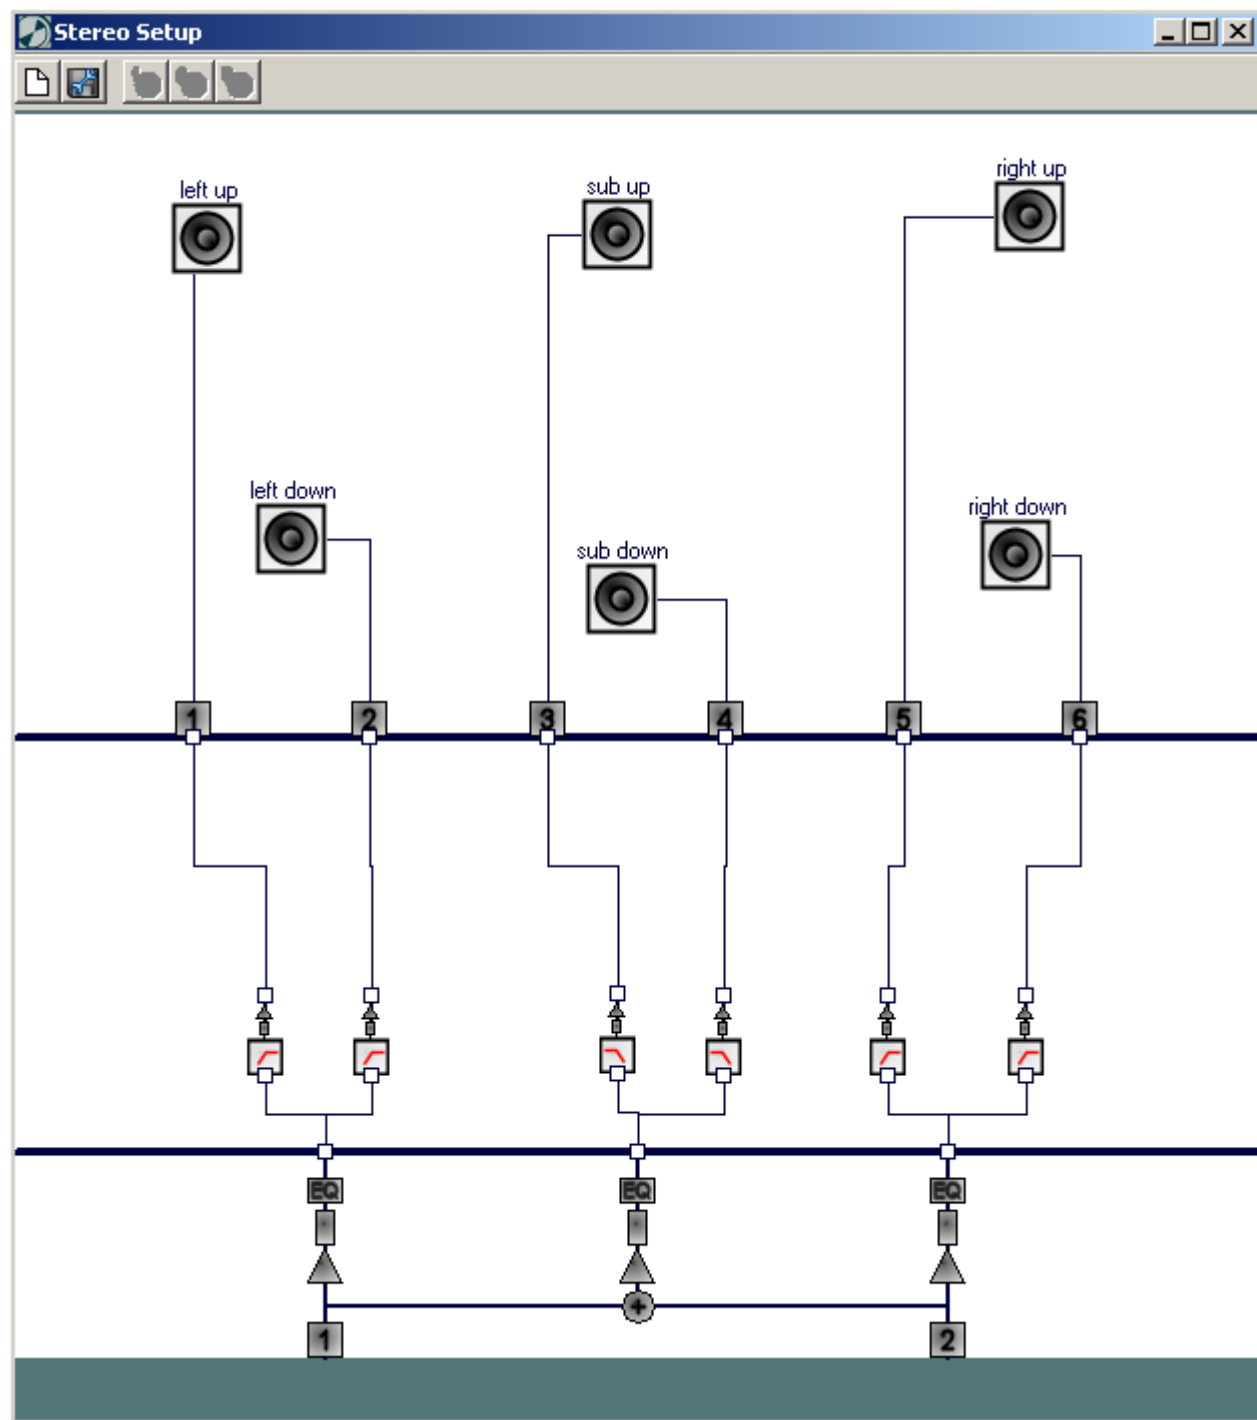 Stereo Setup
left up
sub up
right up
left down
right down
sub down
1 2 3 4 5 6
EQ EQ EQ
+
1 2